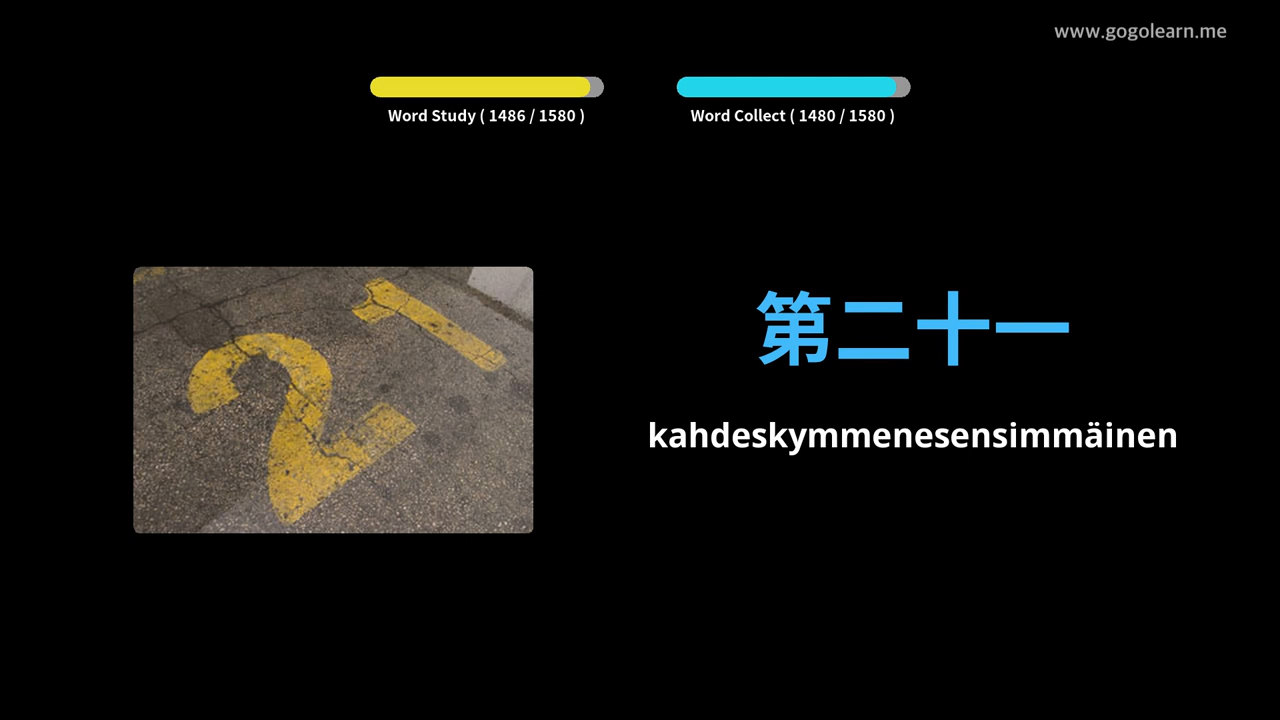 www.gogolearn.me
Word Study ( 1486 / 1580 )
Word Collect ( 1480 / 1580 )
21
第二十一
kahdeskymmenesensimmäinen